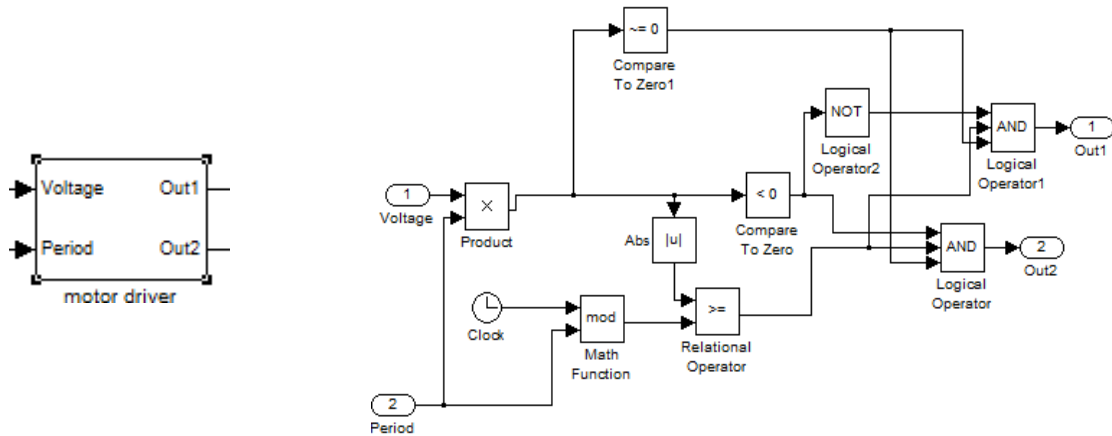 Voltage Out1
Period Out2
motor driver
~= 0
Compare
To Zero1
NOT
Logical
Operator2
AND
Logical
Operator1
1
Out1
1
Voltage
×
Product
Abs
|u|
< 0
Compare
To Zero
AND
Logical
Operator
2
Out2
Clock
mod
Math
Function
>=
Relational
Operator
2
Period